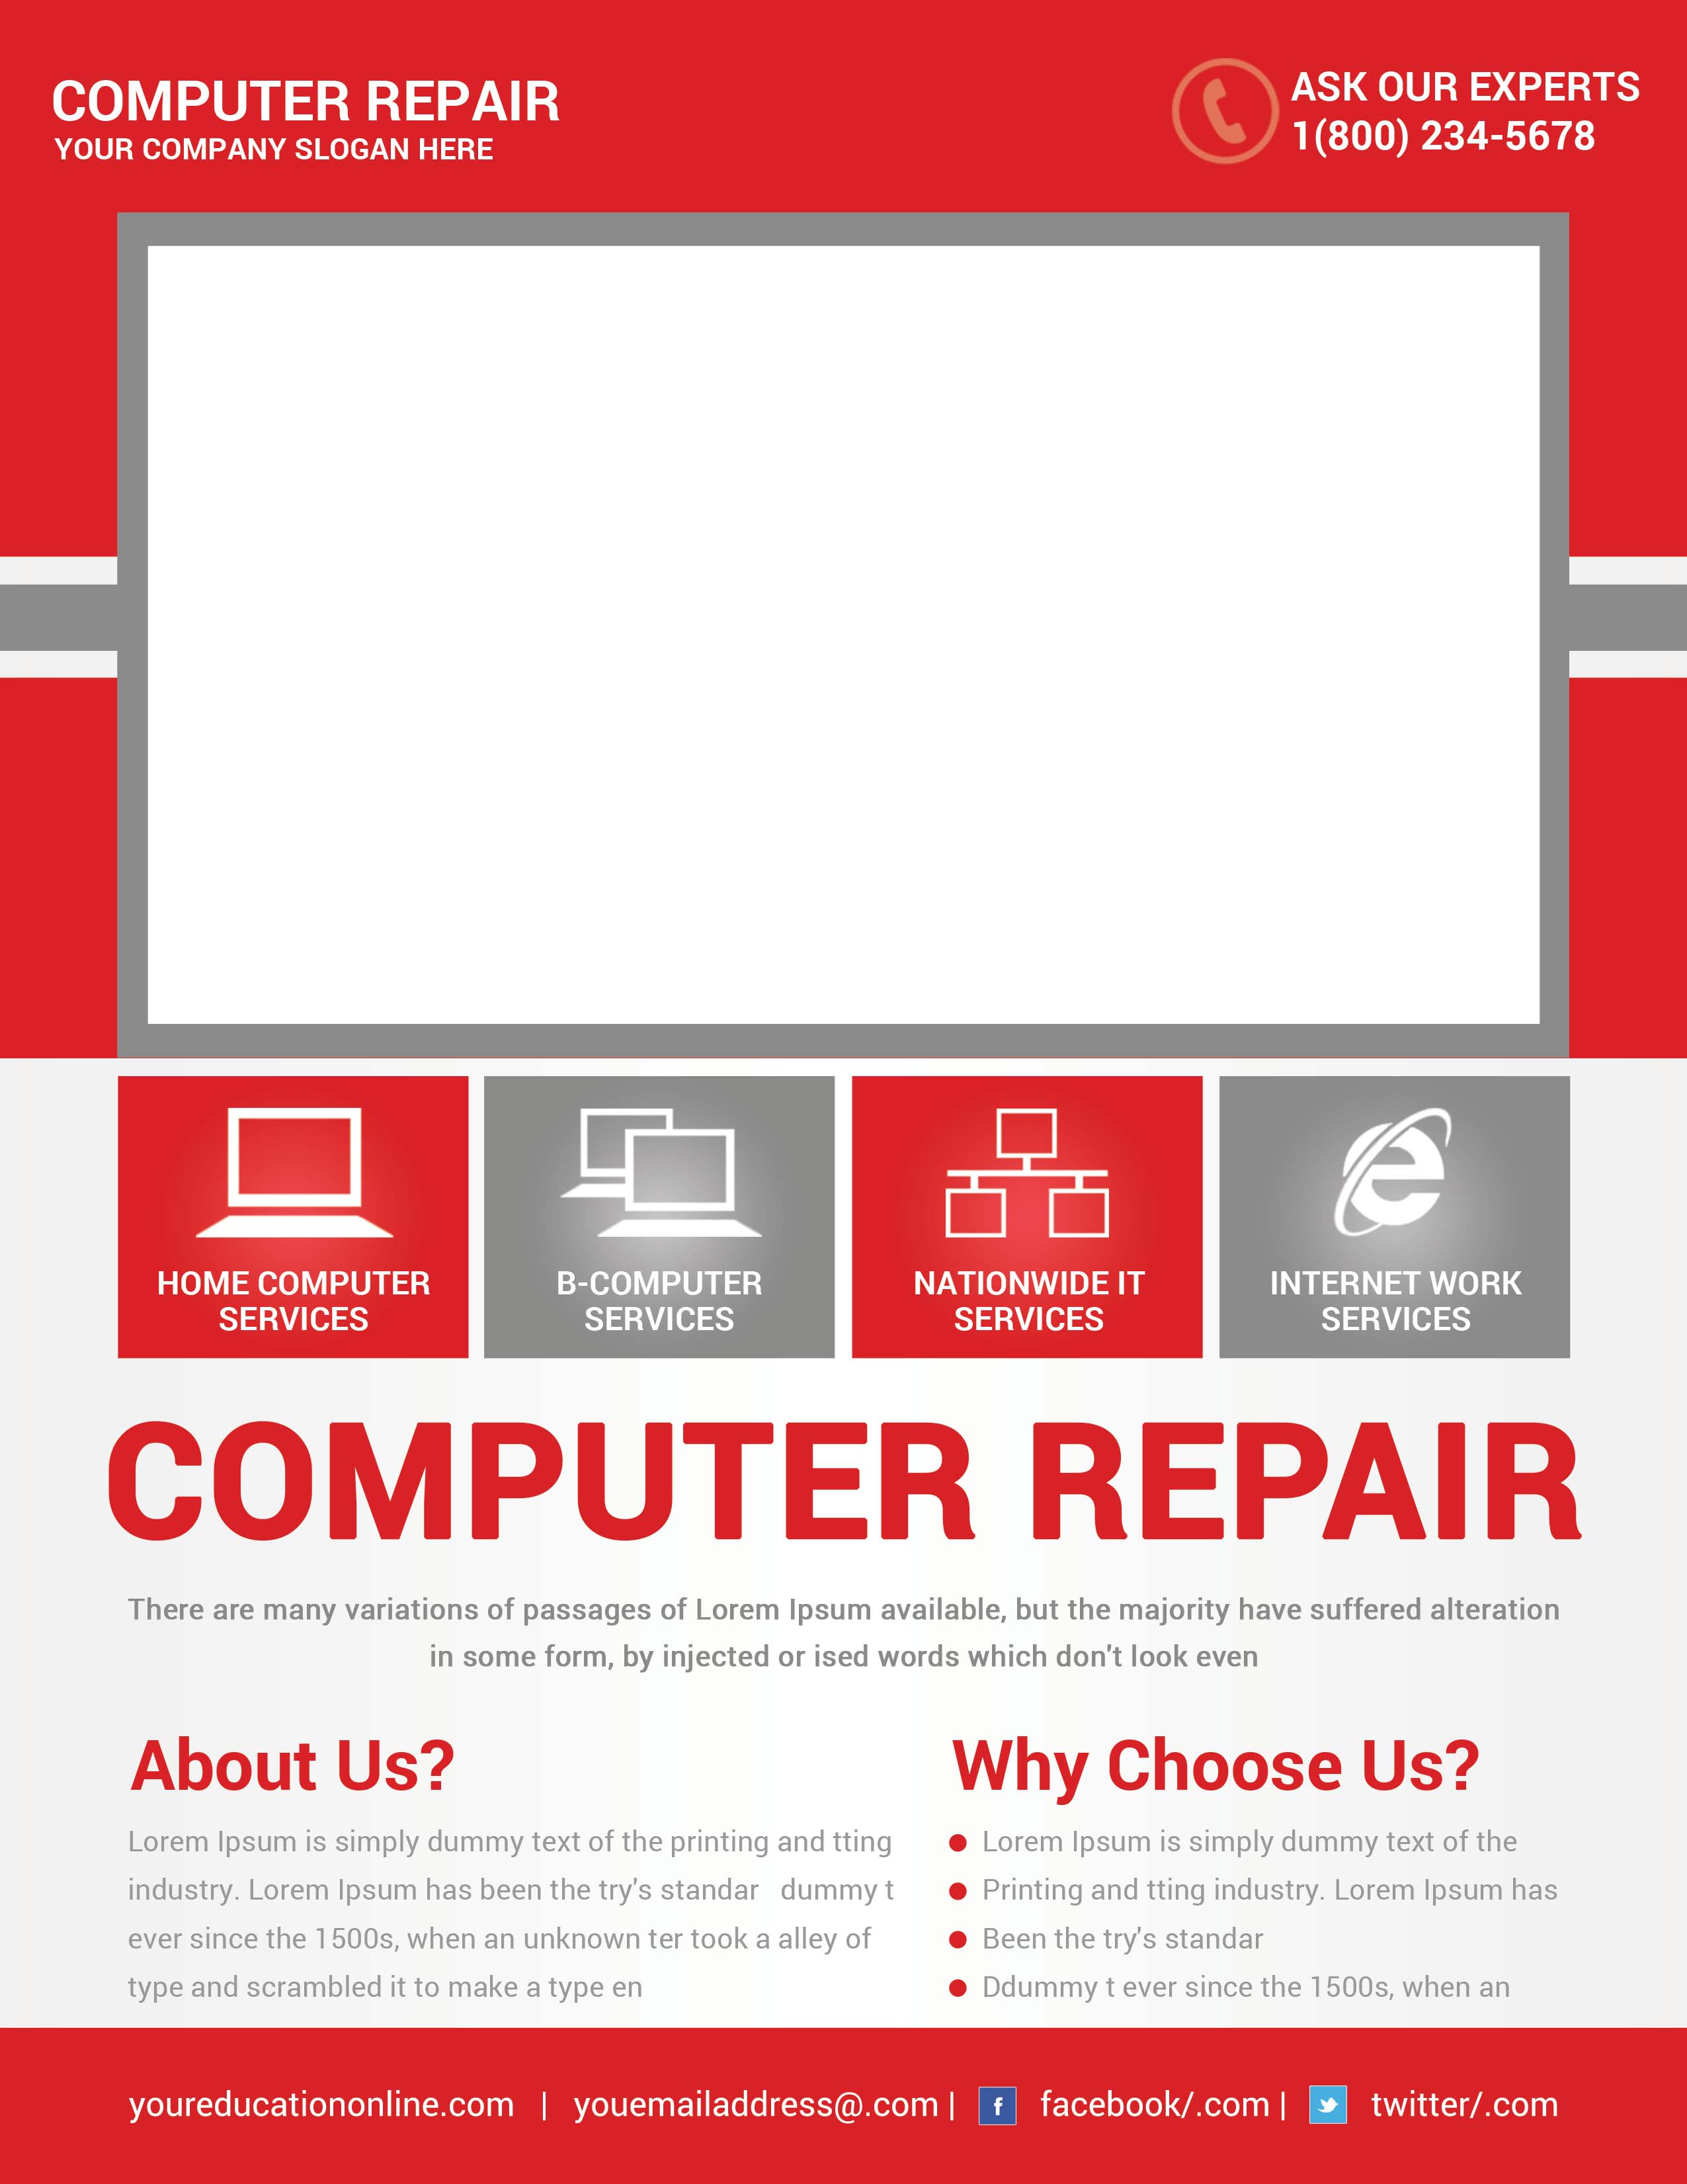 COMPUTER REPAIR
YOUR COMPANY SLOGAN HERE
ASK OUR EXPERTS
1(800) 234-5678
HOME COMPUTER
SERVICES
B-COMPUTER
SERVICES
NATIONWIDE IT
SERVICES
INTERNET WORK
SERVICES
COMPUTER REPAIR
There are many variations of passages of Lorem Ipsum available, but the majority have suffered alteration
in some form, by injected or ised words which don't look even
About Us?
Lorem Ipsum is simply dummy text of the printing and tting
industry. Lorem Ipsum has been the try's standar dummy t
ever since the 1500s, when an unknown ter took a alley of
type and scrambled it to make a type en
Why Choose Us?
Lorem Ipsum is simply dummy text of the
Printing and tting industry. Lorem Ipsum has
Been the try's standar
Ddummy t ever since the 1500s, when an
youreducationonline.com | youemailaddress@.com | f facebook/.com | twitter/.com